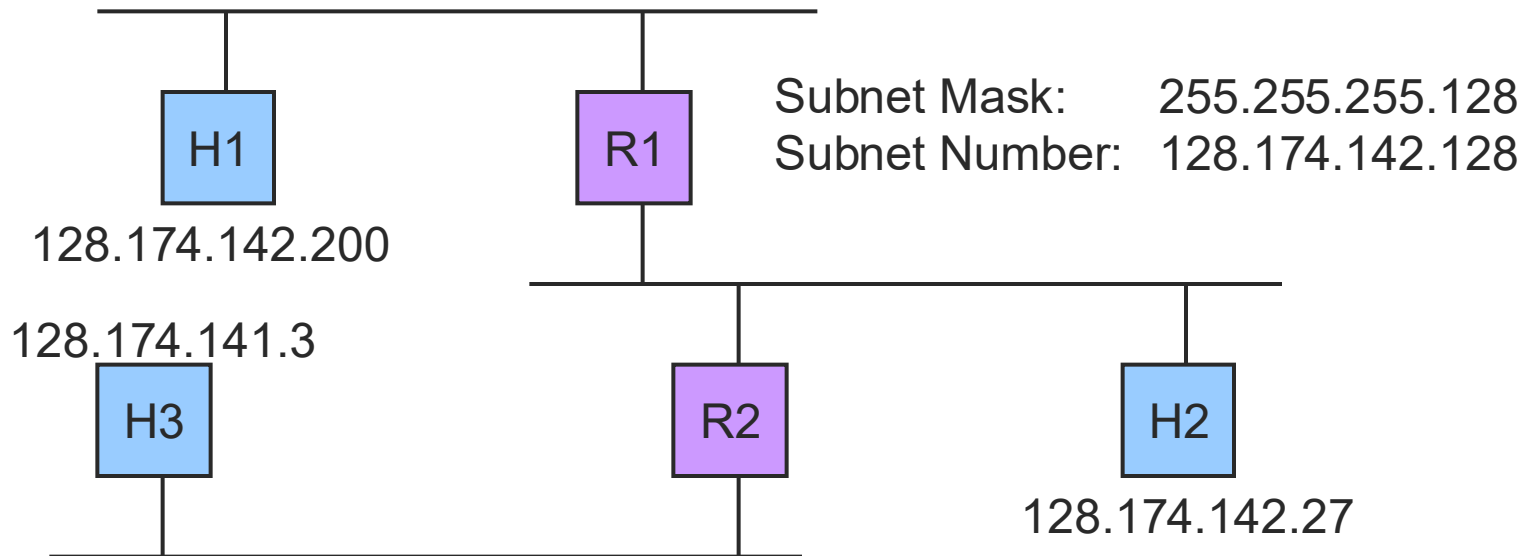 H1
R1
Subnet Mask: 255.255.255.128
Subnet Number: 128.174.142.128
128.174.142.200
128.174.141.3
H3
R2
H2
128.174.142.27